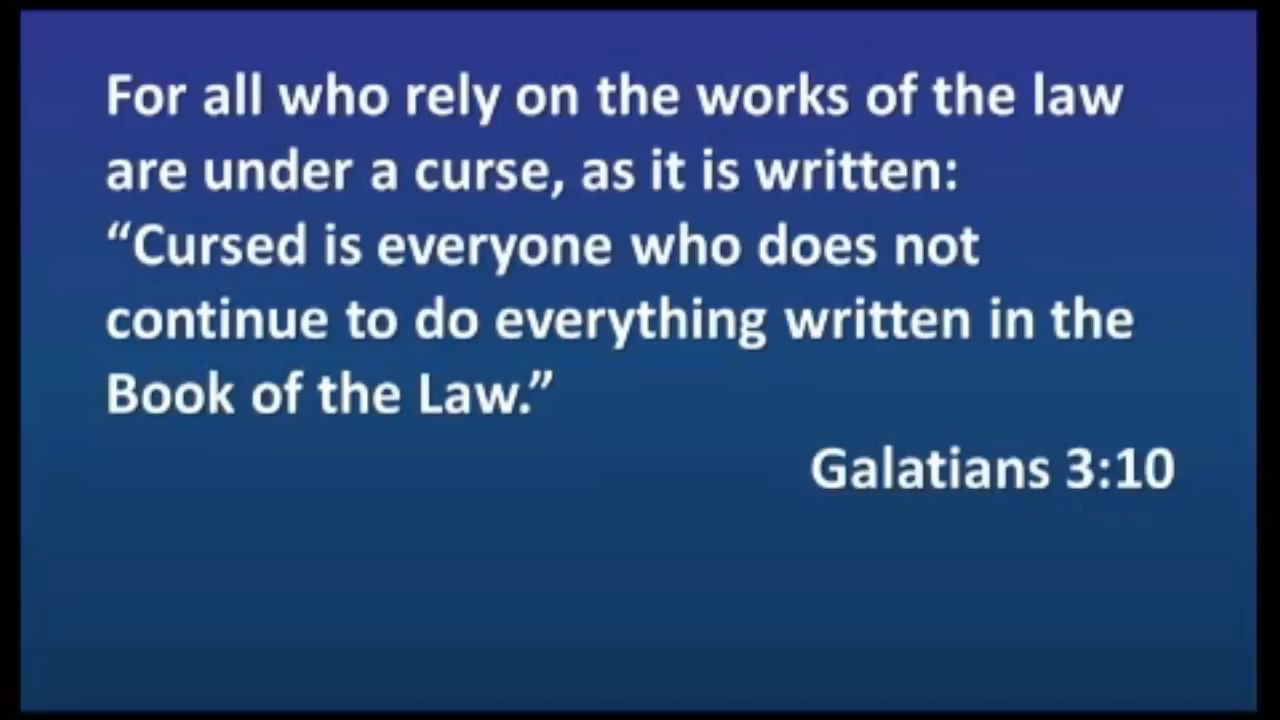 For all who rely on the works of the law
are under a curse, as it is written:
“Cursed is everyone who does not
continue to do everything written in the
Book of the Law.”
Galatians 3:10